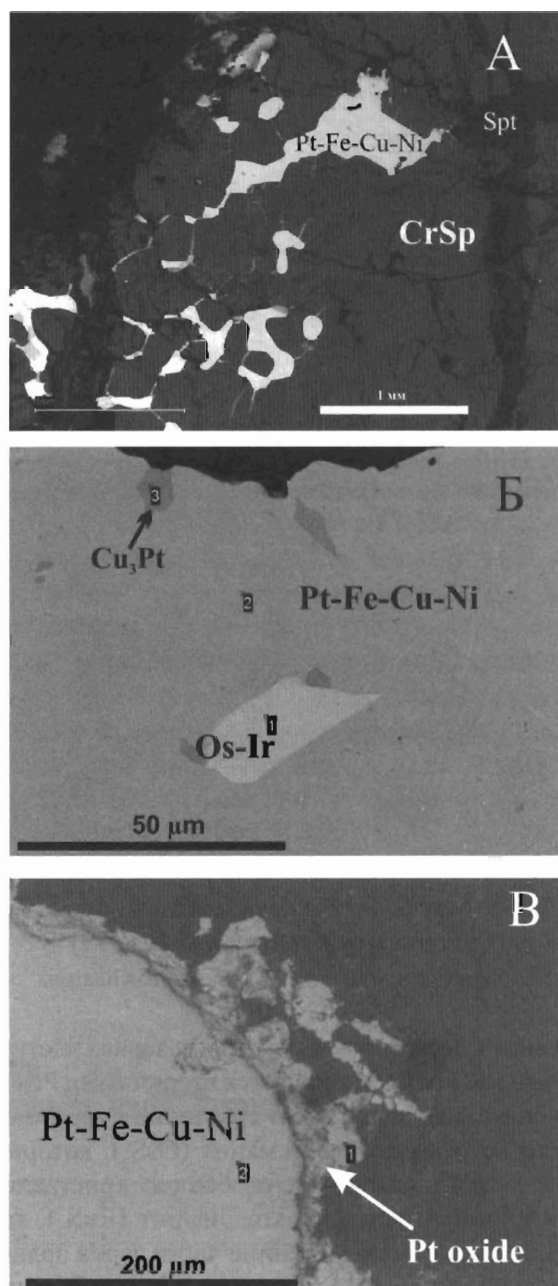 А
Spt
Pt-Fe-Cu-Ni
CrSp
1 мм
Б
3
Cu₃Pt
2
Pt-Fe-Cu-Ni
1
Os-Ir
50 µm
В
Pt-Fe-Cu-Ni
2
1
Pt oxide
200 µm